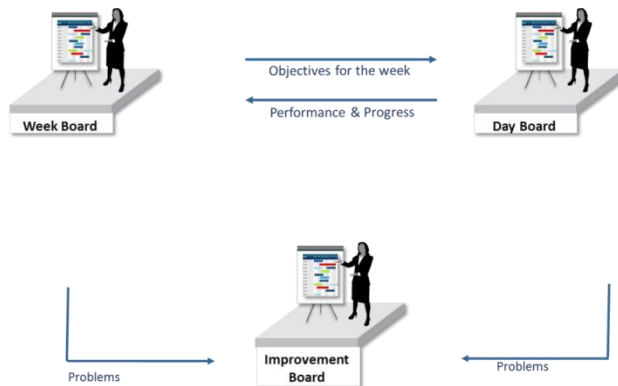 Objectives for the week
Performance & Progress
Week Board
Day Board
Improvement
Board
Problems
Problems